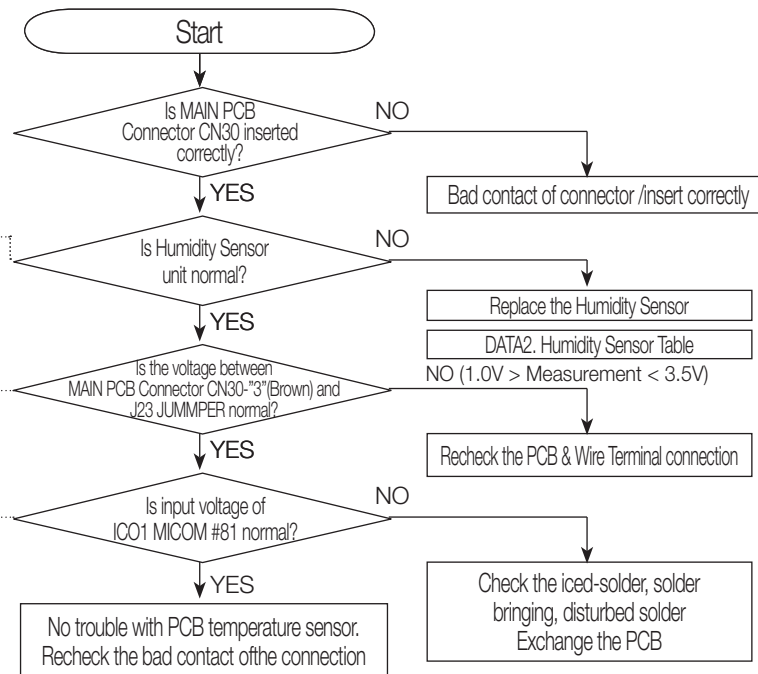 Start
Is MAIN PCB
Connector CN30 inserted
correctly?
NO
Bad contact of connector /insert correctly
YES
Is Humidity Sensor
unit normal?
NO
Replace the Humidity Sensor
DATA2. Humidity Sensor Table
YES
Is the voltage between
MAIN PCB Connector CN30-"3"(Brown) and
J23 JUMMPER normal?
NO (1.0V > Measurement < 3.5V)
Recheck the PCB & Wire Terminal connection
YES
Is input voltage of
ICO1 MICOM #81 normal?
NO
Check the iced-solder, solder
bringing, disturbed solder
Exchange the PCB
YES
No trouble with PCB temperature sensor.
Recheck the bad contact ofthe connection